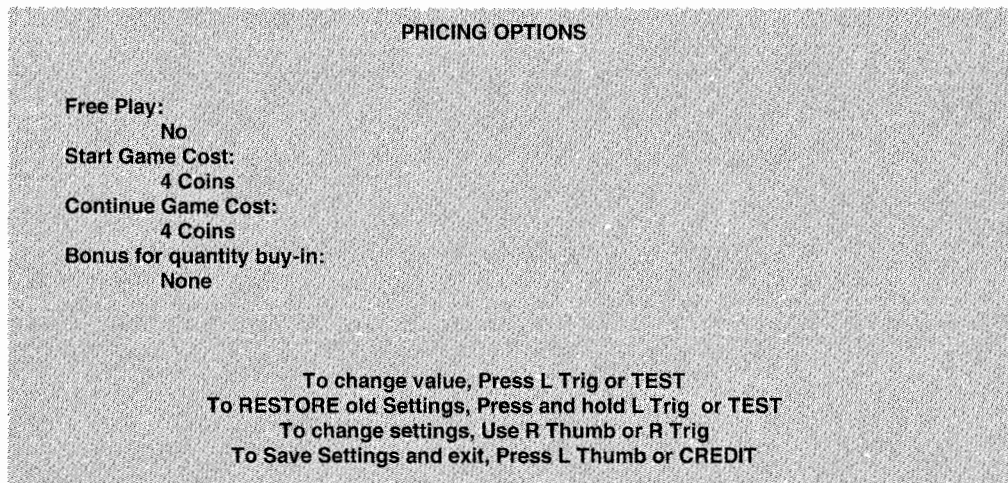 PRICING OPTIONS
Free Play:
No
Start Game Cost:
4 Coins
Continue Game Cost:
4 Coins
Bonus for quantity buy-in:
None
To change value, Press L Trig or TEST
To RESTORE old Settings, Press and hold L Trig or TEST
To change settings, Use R Thumb or R Trig
To Save Settings and exit, Press L Thumb or CREDIT